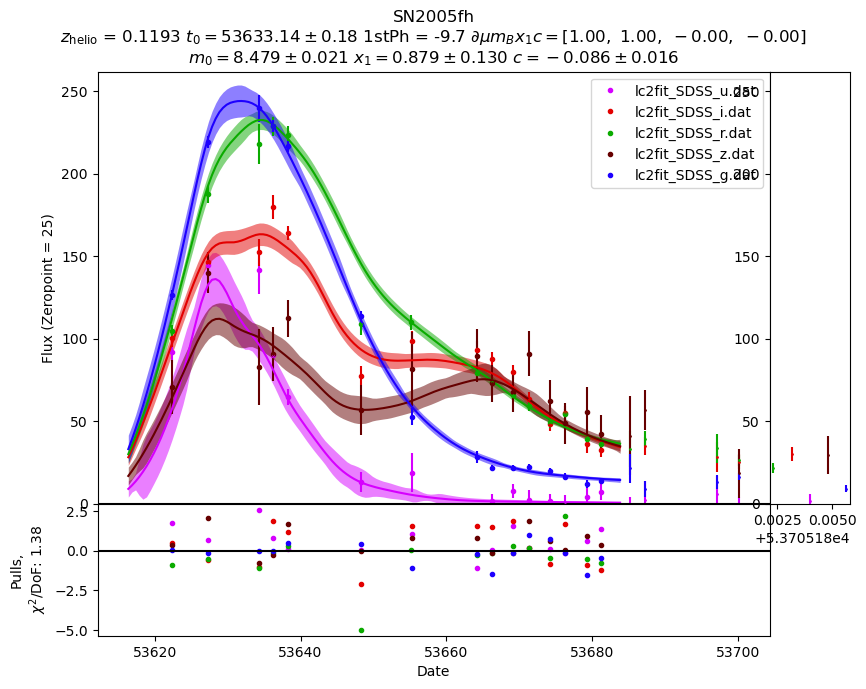 SN2005fh
z_helio = 0.1193 t_0 = 53633.14 ± 0.18 1stPh = -9.7 ∂μm_Bx_1c = [1.00, 1.00, −0.00, −0.00]
m_0 = 8.479 ± 0.021 x_1 = 0.879 ± 0.130 c = −0.086 ± 0.016
lc2fit_SDSS_u.dat
lc2fit_SDSS_i.dat
lc2fit_SDSS_r.dat
lc2fit_SDSS_z.dat
lc2fit_SDSS_g.dat
Flux (Zeropoint = 25)
250
200
150
100
50
0
250
200
150
100
50
0
0.0025 0.0050
+5.370518e4
Pulls,
χ²/DoF: 1.38
2.5
0.0
−2.5
−5.0
53620 53640 53660 53680 53700
Date